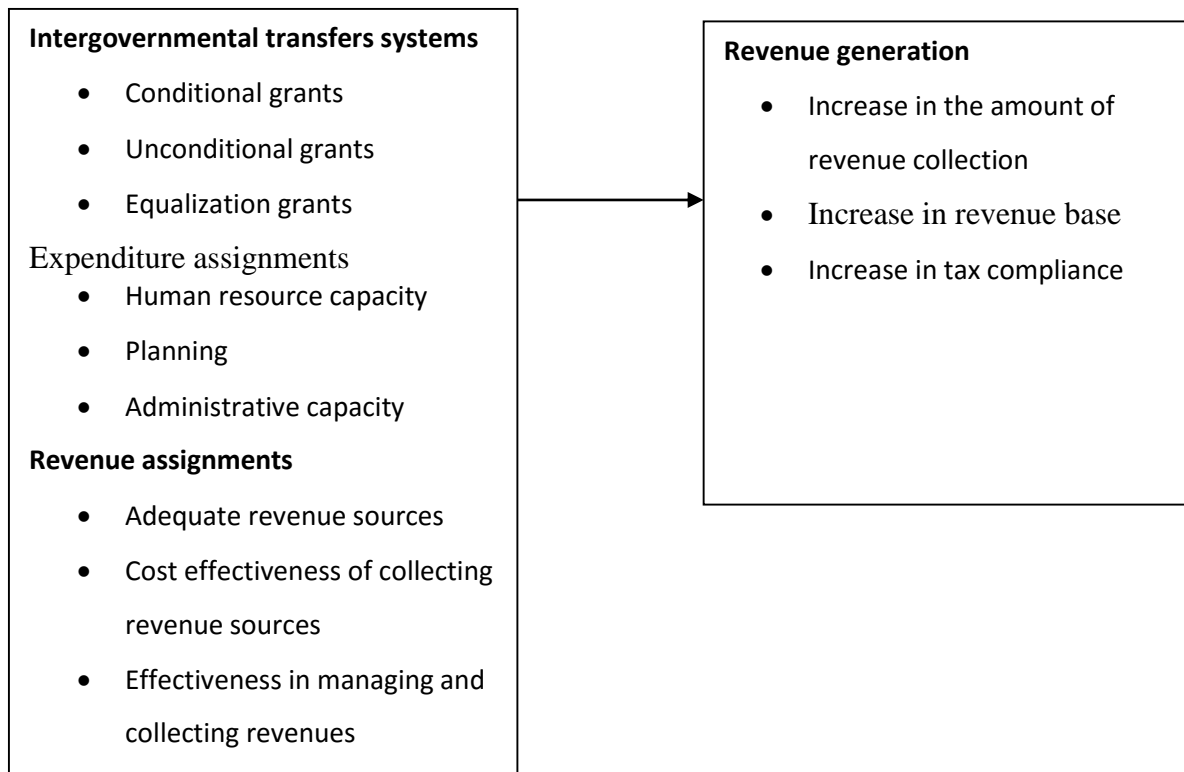 Intergovernmental transfers systems
• Conditional grants
• Unconditional grants
• Equalization grants
Expenditure assignments
• Human resource capacity
• Planning
• Administrative capacity
Revenue assignments
• Adequate revenue sources
• Cost effectiveness of collecting
revenue sources
• Effectiveness in managing and
collecting revenues
Revenue generation
• Increase in the amount of
revenue collection
• Increase in revenue base
• Increase in tax compliance